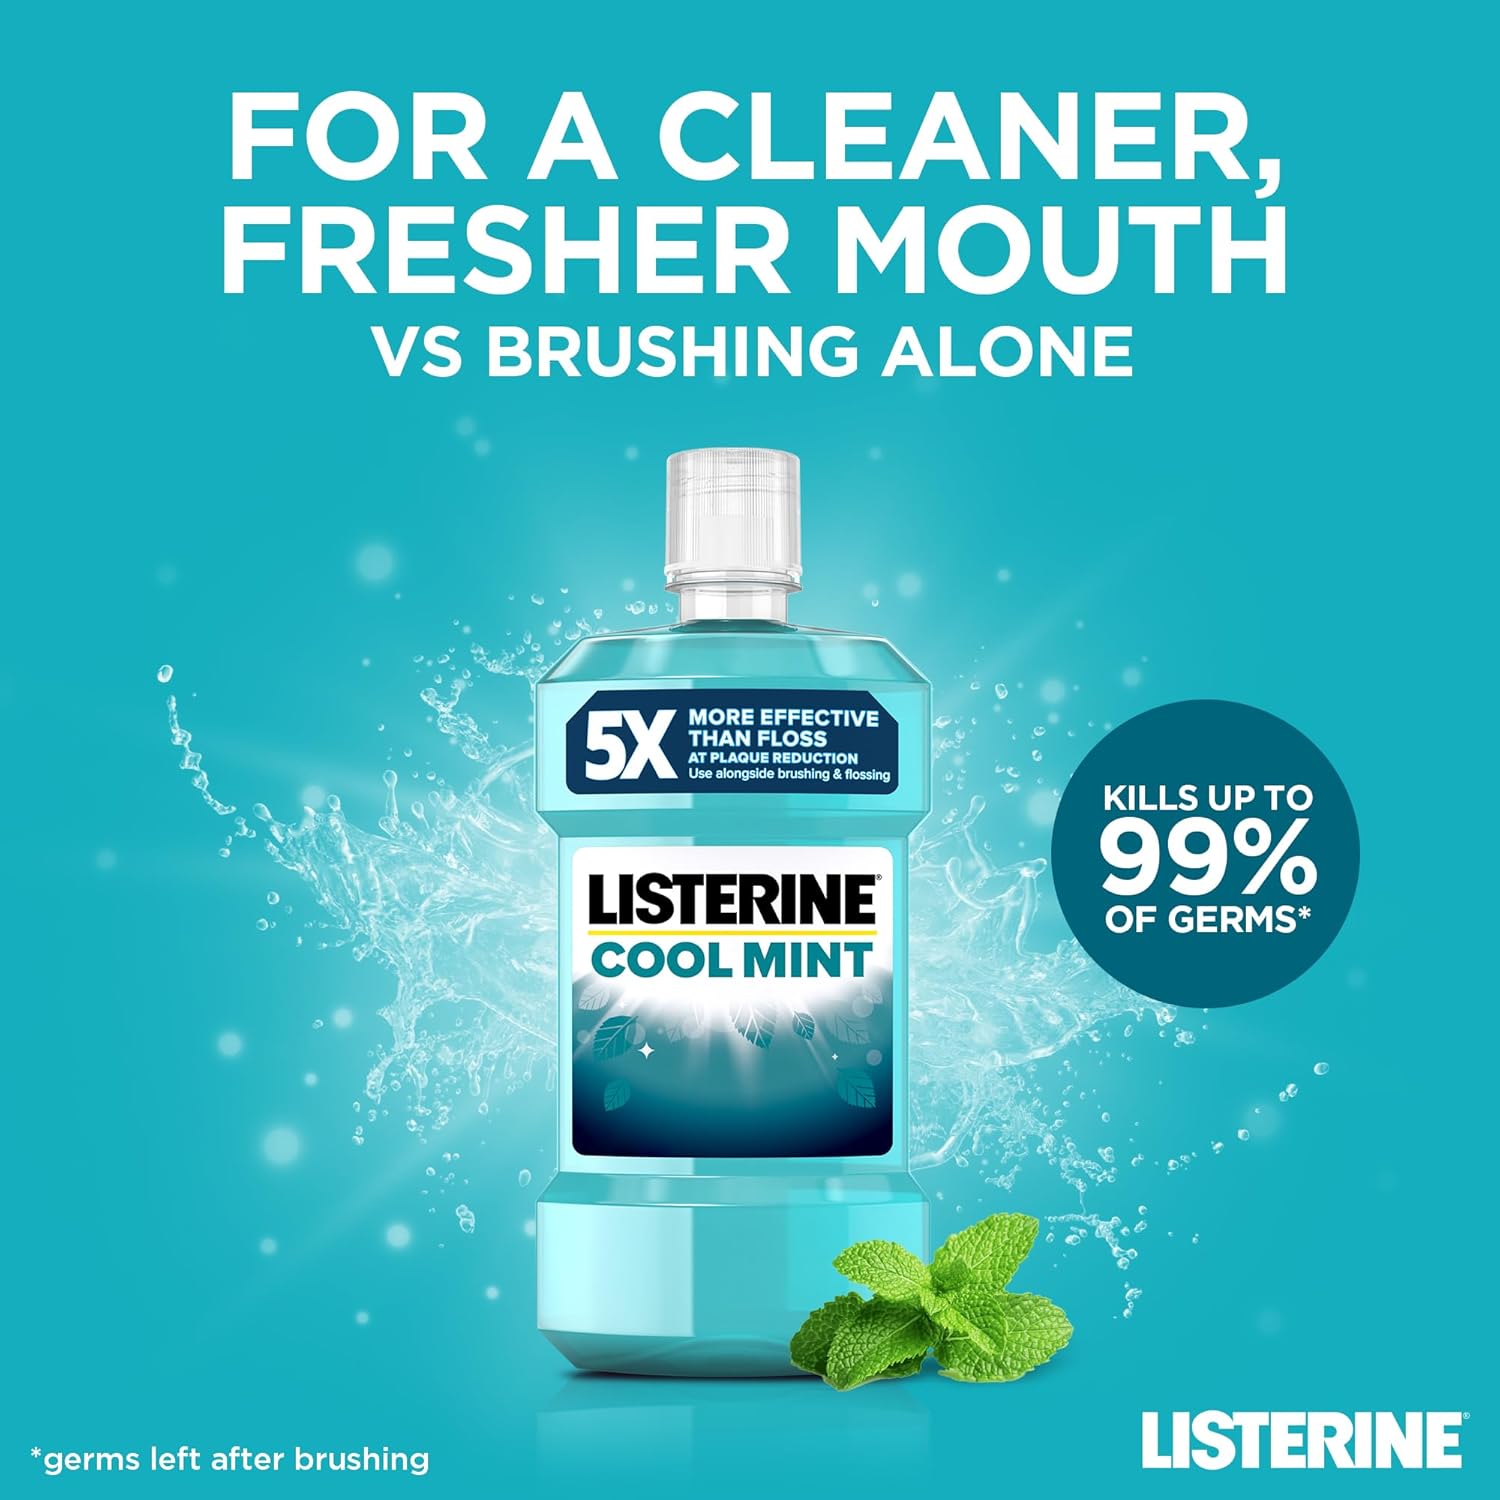 FOR A CLEANER,
FRESHER MOUTH
VS BRUSHING ALONE
5X
MORE EFFECTIVE
THAN FLOSS
AT PLAQUE REDUCTION
Use alongside brushing & flossing
LISTERINE®
COOL MINT
KILLS UP TO
99%
OF GERMS*
*germs left after brushing
LISTERINE®